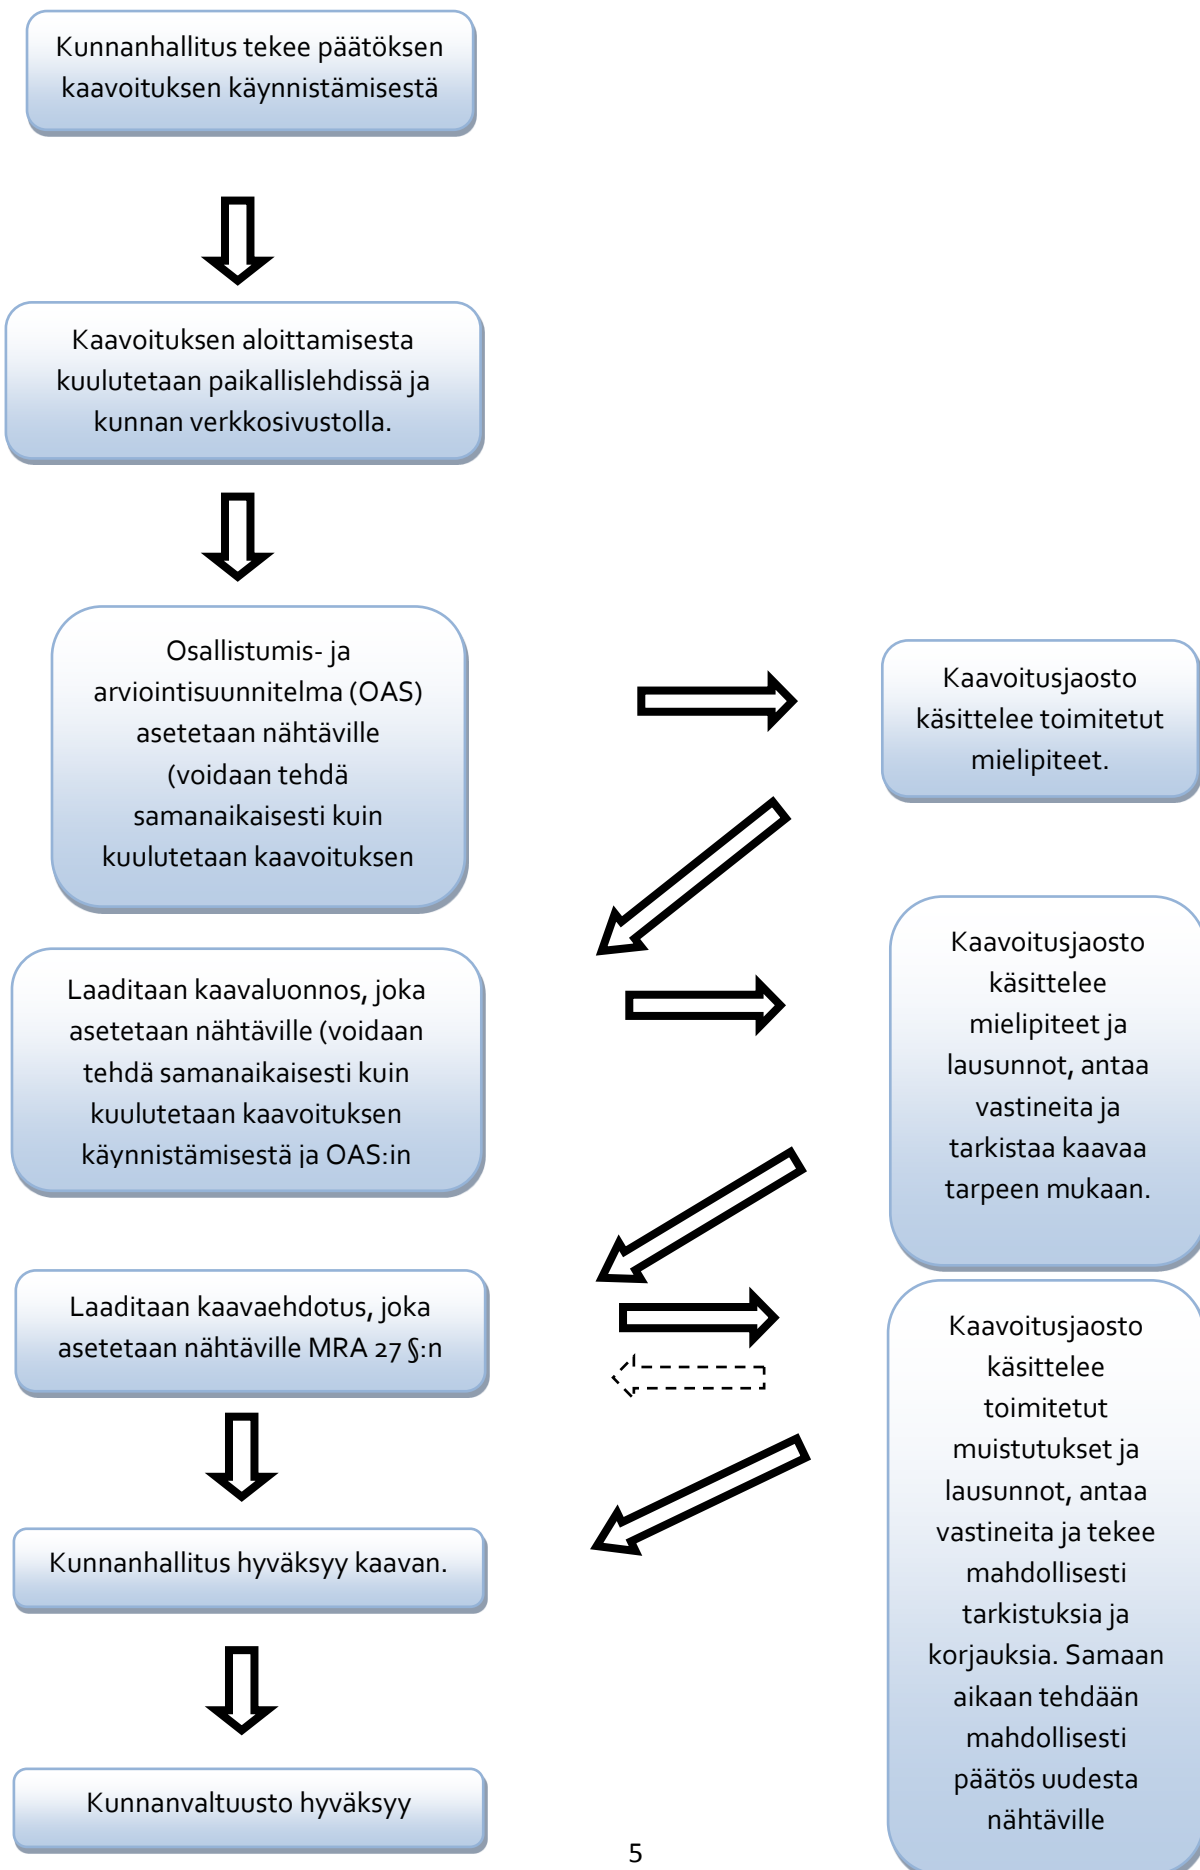 Kunnanhallitus tekee päätöksen
kaavoituksen käynnistämisestä
Kaavoituksen aloittamisesta
kuulutetaan paikallislehdissä ja
kunnan verkkosivustolla.
Osallistumis- ja
arviointisuunnitelma (OAS)
asetetaan nähtäville
(voidaan tehdä
samanaikaisesti kuin
kuulutetaan kaavoituksen
Kaavoitusjaosto
käsittelee toimitetut
mielipiteet.
Laaditaan kaavaluonnos, joka
asetetaan nähtäville (voidaan
tehdä samanaikaisesti kuin
kuulutetaan kaavoituksen
käynnistämisestä ja OAS:in
Kaavoitusjaosto
käsittelee
mielipiteet ja
lausunnot, antaa
vastineita ja
tarkistaa kaavaa
tarpeen mukaan.
Laaditaan kaavaehdotus, joka
asetetaan nähtäville MRA 27 §:n
Kaavoitusjaosto
käsittelee
toimitetut
muistutukset ja
lausunnot, antaa
vastineita ja tekee
mahdollisesti
tarkistuksia ja
korjauksia. Samaan
aikaan tehdään
mahdollisesti
päätös uudesta
nähtäville
Kunnanhallitus hyväksyy kaavan.
Kunnanvaltuusto hyväksyy
5